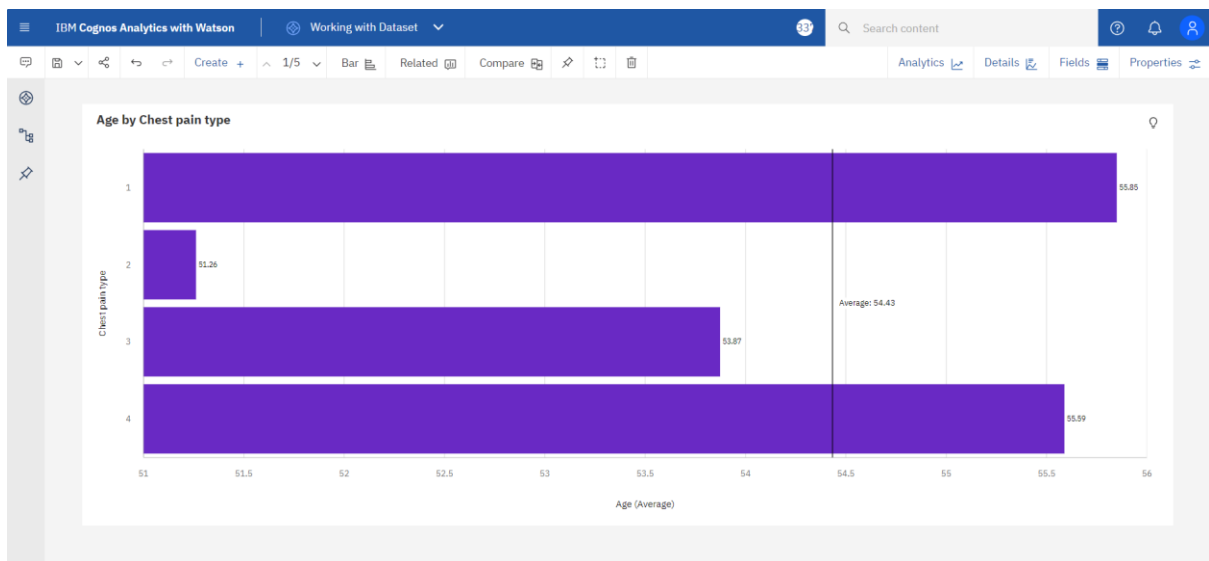 IBM Cognos Analytics with Watson
Working with Dataset
Search content
Create +
1/5
Bar
Related
Compare
Analytics
Details
Fields
Properties
Age by Chest pain type
Chest pain type
1
55.85
2
51.26
Average: 54.43
3
53.87
4
55.59
51 51.5 52 52.5 53 53.5 54 54.5 55 55.5 56
Age (Average)